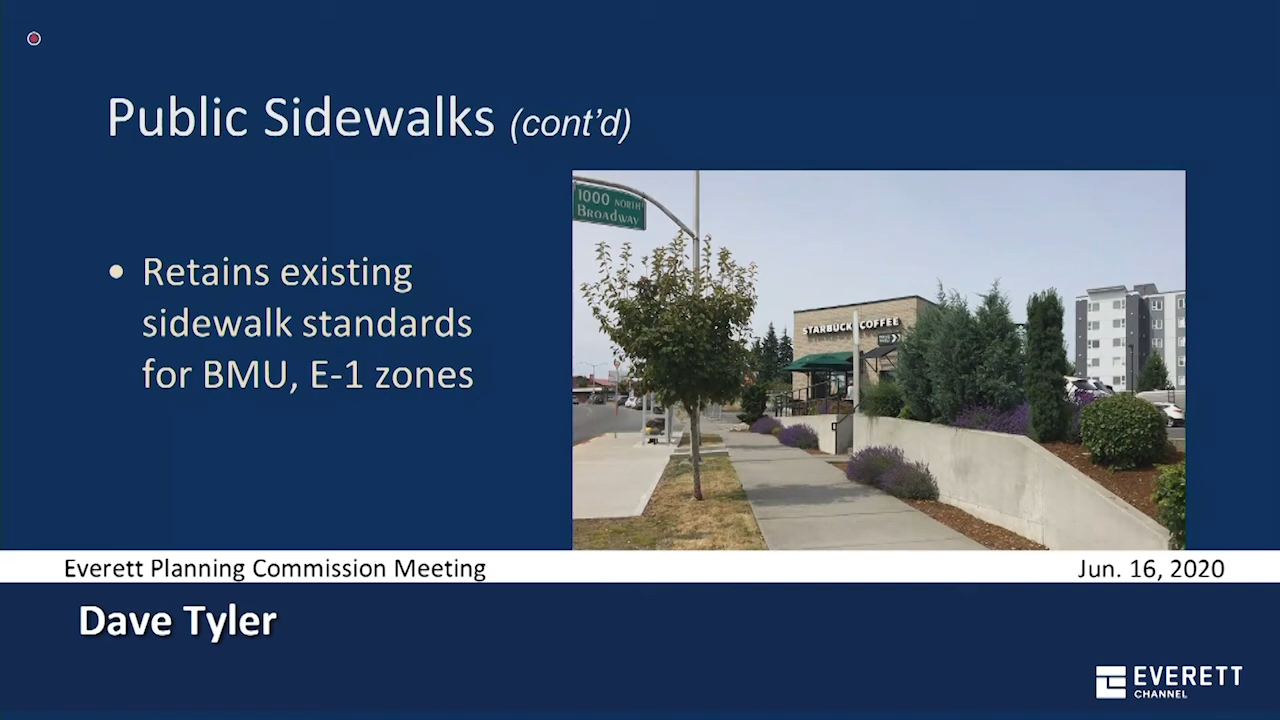 Public Sidewalks (cont'd)
• Retains existing
sidewalk standards
for BMU, E-1 zones
1000 NORTH
BROADWAY
STARBUCKS COFFEE
Everett Planning Commission Meeting
Jun. 16, 2020
Dave Tyler
EVERETT
CHANNEL